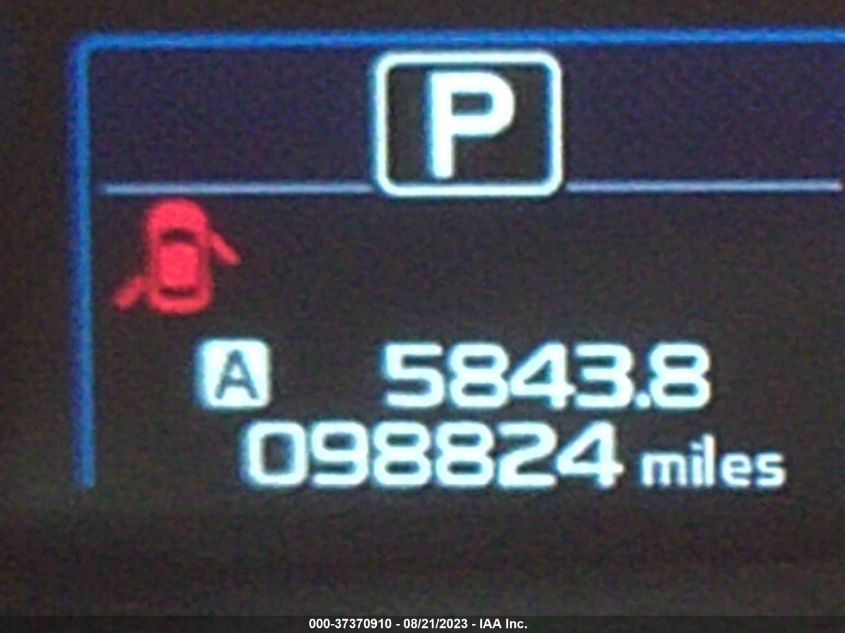 P
A 5843.8
098824 miles
000-37370910 - 08/21/2023 - IAA Inc.